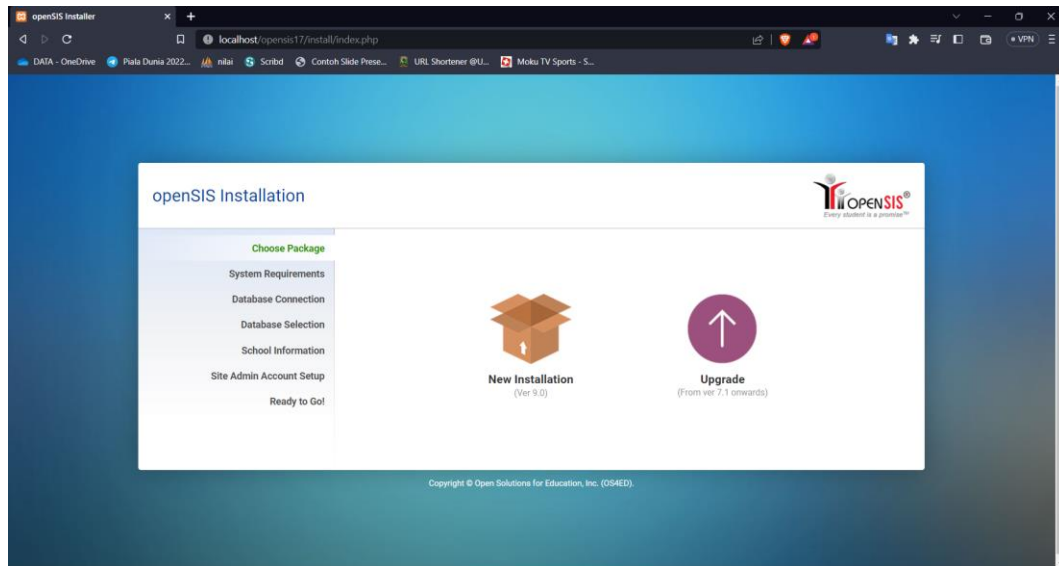 openSIS Installer
localhost/opensis17/install/index.php
VPN
DATA - OneDrive
Piala Dunia 2022...
nilai
Scribd
Contoh Slide Prese...
URL Shortener @U...
Moku TV Sports - S...
openSIS Installation
OPENSIS®
Every student is a promise™
Choose Package
System Requirements
Database Connection
Database Selection
School Information
Site Admin Account Setup
Ready to Go!
New Installation
(Ver 9.0)
Upgrade
(From ver 7.1 onwards)
Copyright © Open Solutions for Education, Inc. (OS4ED).